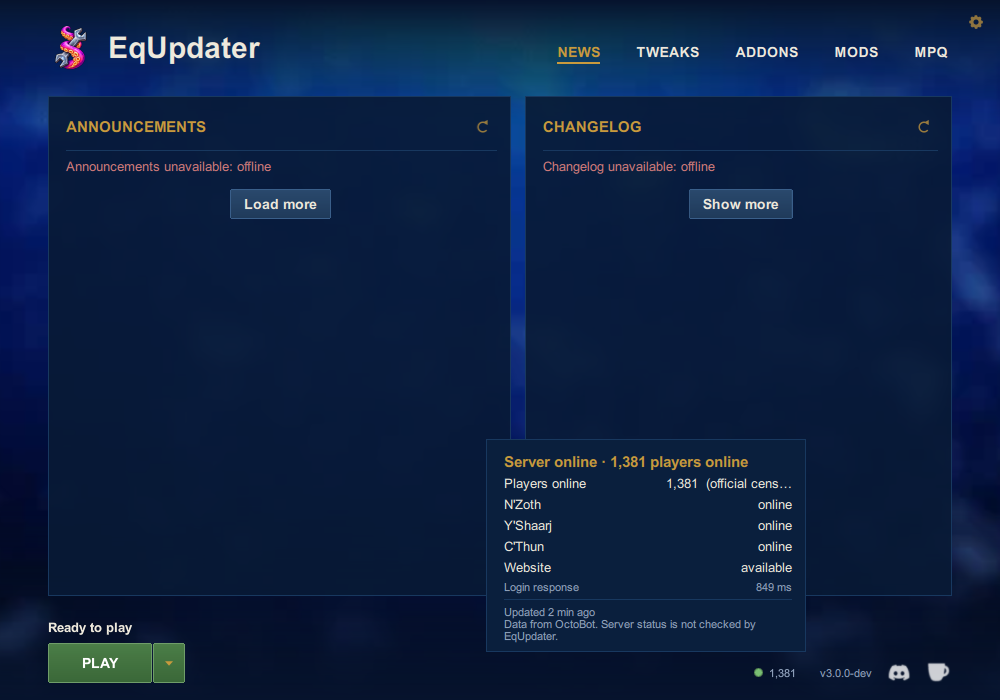 EqUpdater
NEWS TWEAKS ADDONS MODS MPQ
ANNOUNCEMENTS
Announcements unavailable: offline
Load more
CHANGELOG
Changelog unavailable: offline
Show more
Server online · 1,381 players online
Players online 1,381 (official cens…
N'Zoth online
Y'Shaarj online
C'Thun online
Website available
Login response 849 ms
Updated 2 min ago
Data from OctoBot. Server status is not checked by
EqUpdater.
Ready to play
PLAY
1,381 v3.0.0-dev